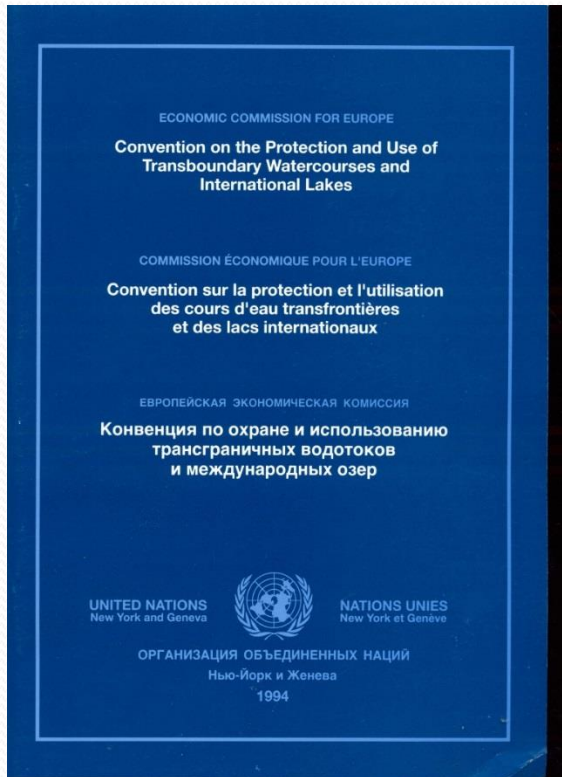 ECONOMIC COMMISSION FOR EUROPE
Convention on the Protection and Use of
Transboundary Watercourses and
International Lakes
COMMISSION ÉCONOMIQUE POUR L'EUROPE
Convention sur la protection et l'utilisation
des cours d'eau transfrontières
et des lacs internationaux
ЕВРОПЕЙСКАЯ ЭКОНОМИЧЕСКАЯ КОМИССИЯ
Конвенция по охране и использованию
трансграничных водотоков
и международных озер
UNITED NATIONS
New York and Geneva
NATIONS UNIES
New York et Genève
ОРГАНИЗАЦИЯ ОБЪЕДИНЕННЫХ НАЦИЙ
Нью-Йорк и Женева
1994